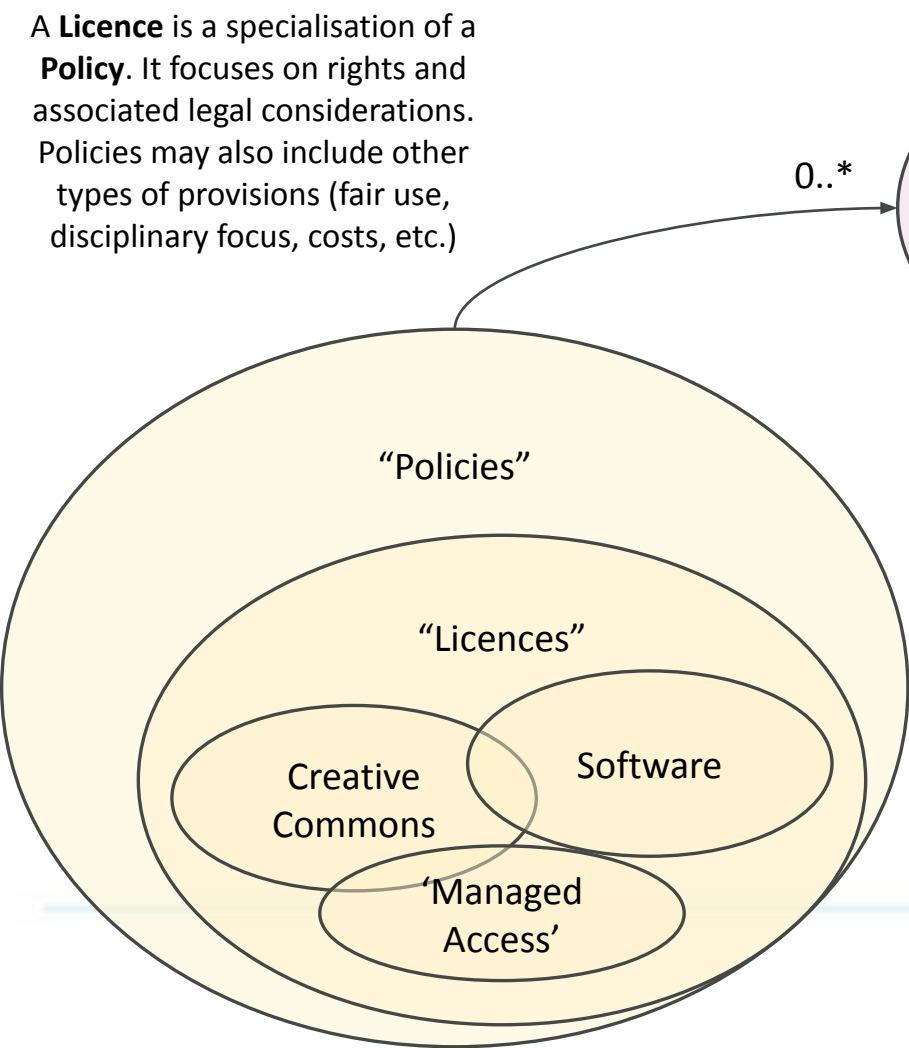 A Licence is a specialisation of a
Policy. It focuses on rights and
associated legal considerations.
Policies may also include other
types of provisions (fair use,
disciplinary focus, costs, etc.)
0..*
“Policies”
“Licences”
Software
Creative
Commons
‘Managed
Access’